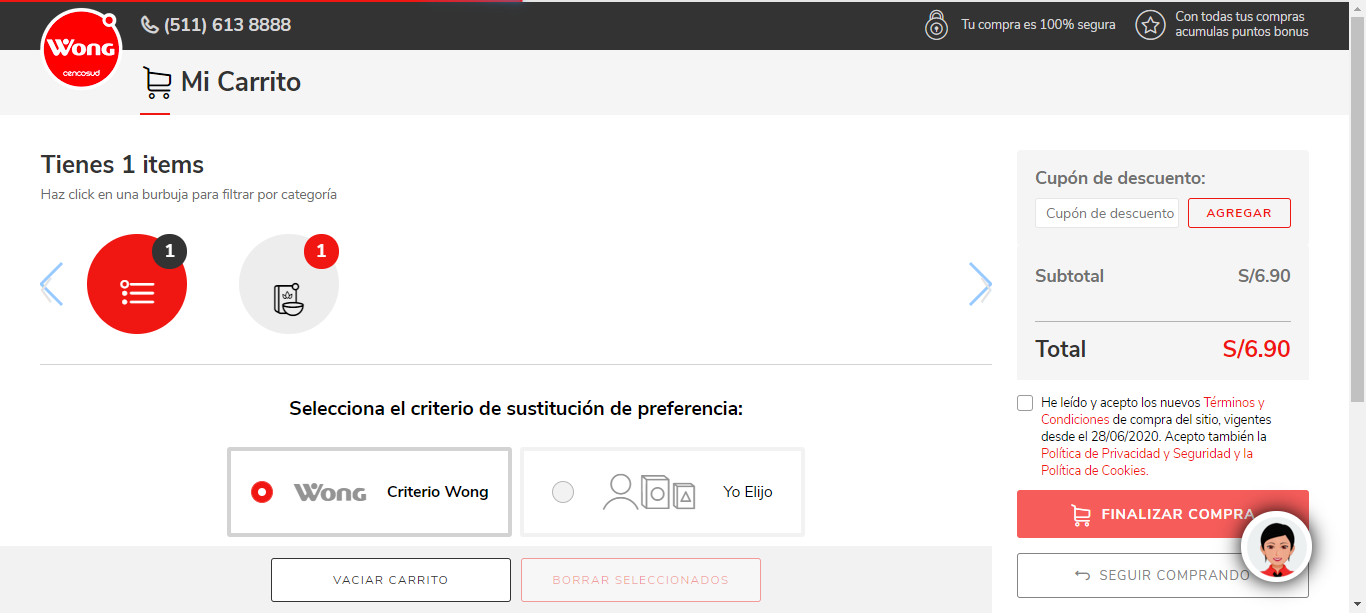 (511) 613 8888
Tu compra es 100% segura
Con todas tus compras
acumulas puntos bonus
Wong
cencosud
Mi Carrito
Tienes 1 items
Haz click en una burbuja para filtrar por categoría
1
1
Selecciona el criterio de sustitución de preferencia:
Wong
Criterio Wong
Yo Elijo
VACIAR CARRITO
BORRAR SELECCIONADOS
Cupón de descuento:
Cupón de descuento
AGREGAR
Subtotal
S/6.90
Total
S/6.90
He leído y acepto los nuevos Términos y
Condiciones de compra del sitio, vigentes
desde el 28/06/2020. Acepto también la
Política de Privacidad y Seguridad y la
Política de Cookies.
FINALIZAR COMPRA
SEGUIR COMPRANDO